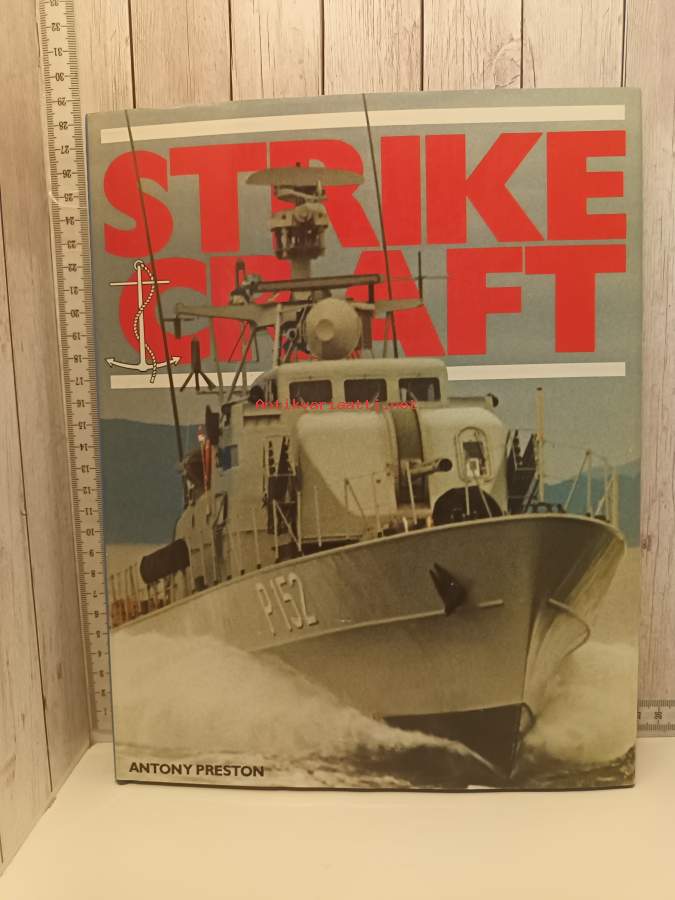 STRIKE
CRAFT
Antikvariaatti.net
P152
ANTONY PRESTON